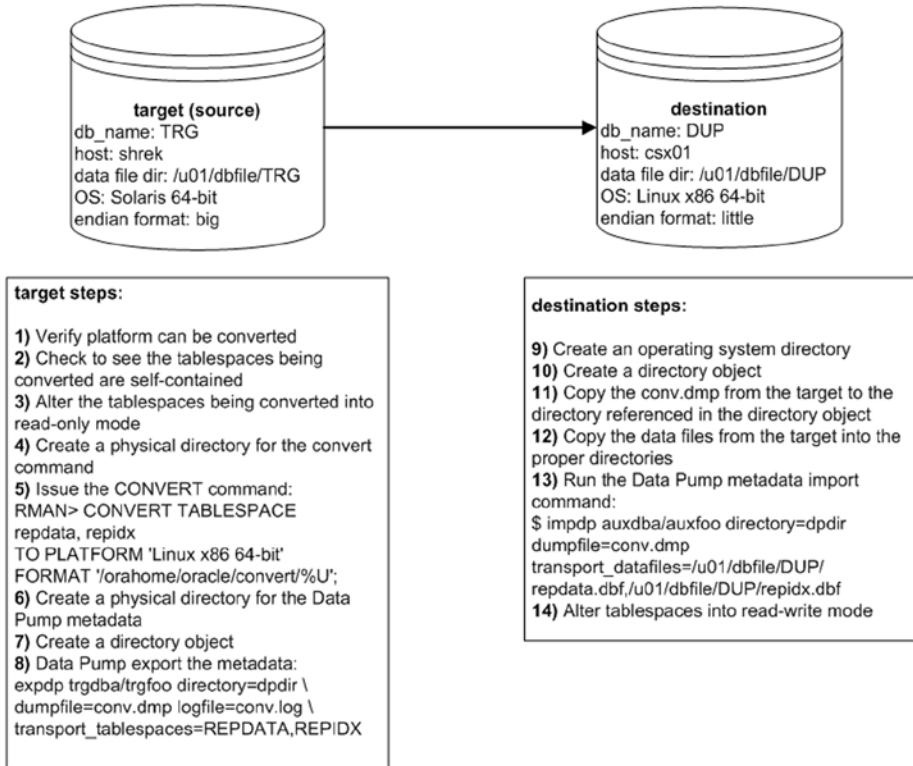 target (source)
db_name: TRG
host: shrek
data file dir: /u01/dbfile/TRG
OS: Solaris 64-bit
endian format: big
destination
db_name: DUP
host: csx01
data file dir: /u01/dbfile/DUP
OS: Linux x86 64-bit
endian format: little
target steps:
1) Verify platform can be converted
2) Check to see the tablespaces being
converted are self-contained
3) Alter the tablespaces being converted into
read-only mode
4) Create a physical directory for the convert
command
5) Issue the CONVERT command:
RMAN> CONVERT TABLESPACE
repdata, repidx
TO PLATFORM 'Linux x86 64-bit'
FORMAT '/orahome/oracle/convert/%U';
6) Create a physical directory for the Data
Pump metadata
7) Create a directory object
8) Data Pump export the metadata:
expdp trgdba/trgfoo directory=dpdir \
dumpfile=conv.dmp logfile=conv.log \
transport_tablespaces=REPDATA,REPIDX
destination steps:
9) Create an operating system directory
10) Create a directory object
11) Copy the conv.dmp from the target to the
directory referenced in the directory object
12) Copy the data files from the target into the
proper directories
13) Run the Data Pump metadata import
command:
$ impdp auxdba/auxfoo directory=dpdir
dumpfile=conv.dmp
transport_datafiles=/u01/dbfile/DUP/
repdata.dbf,/u01/dbfile/DUP/repidx.dbf
14) Alter tablespaces into read-write mode